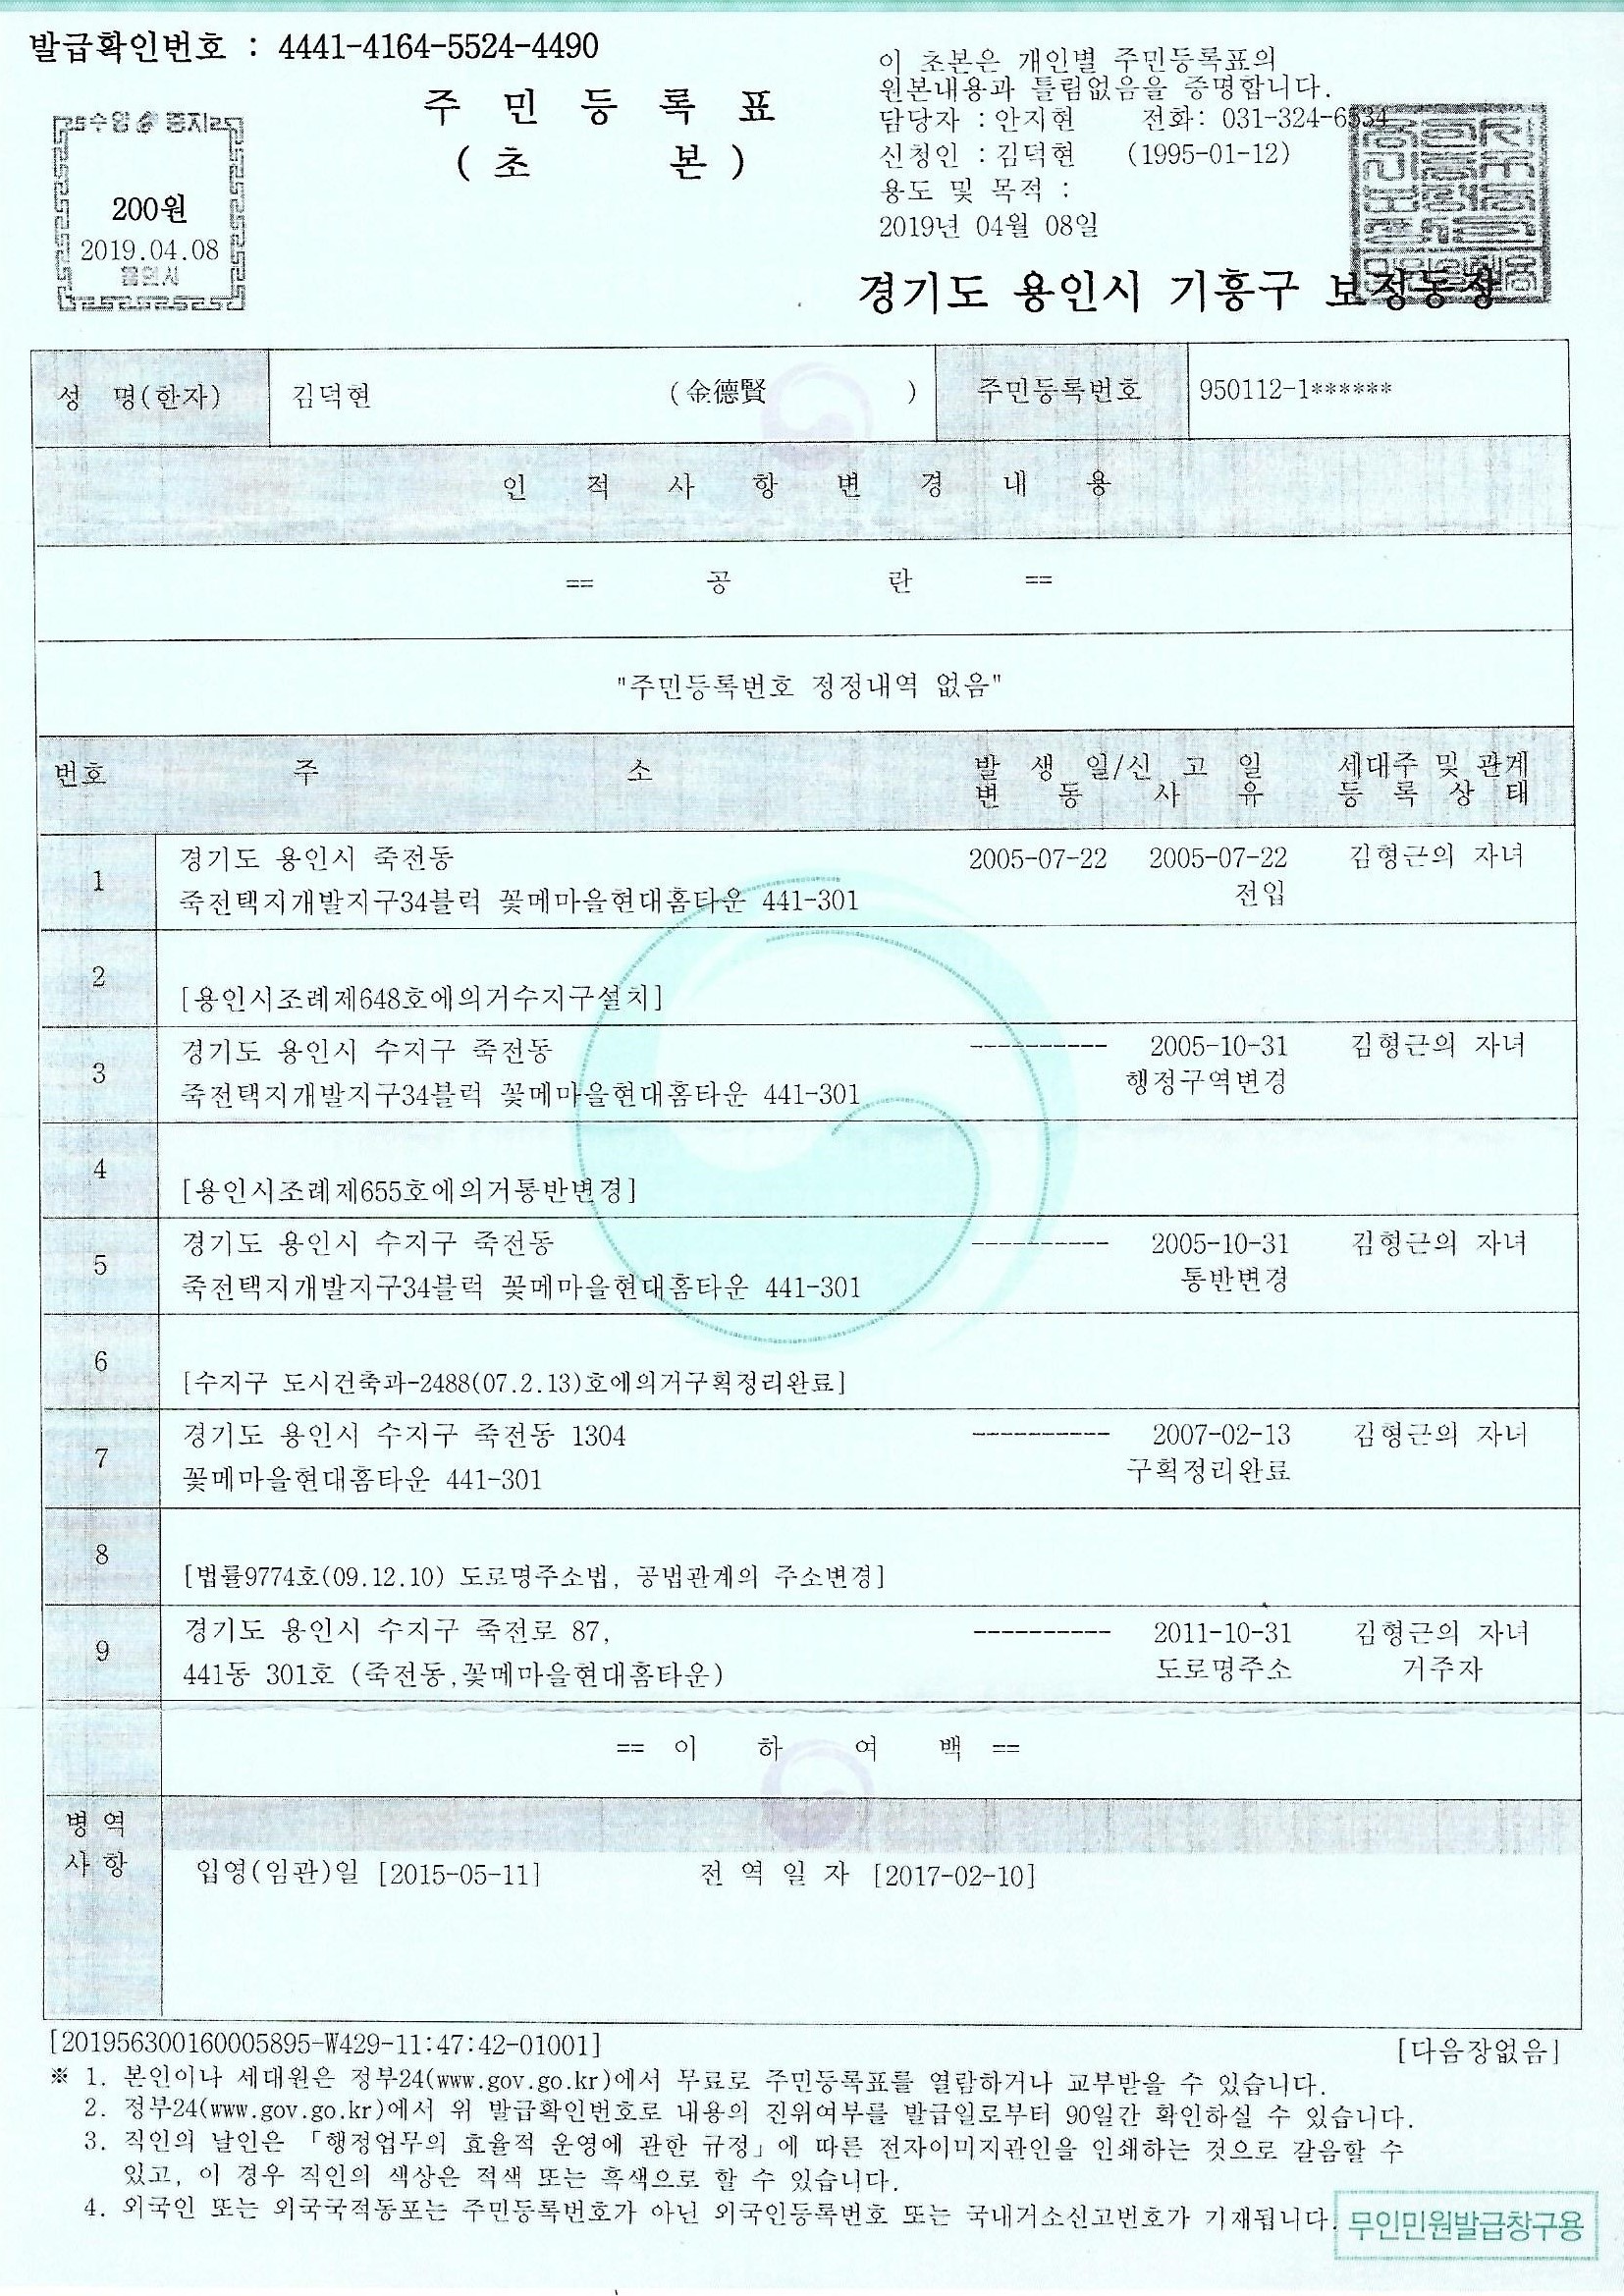 발급확인번호 : 4441-4164-5524-4490
이 초본은 개인별 주민등록표의
원본내용과 틀림없음을 증명합니다.
담당자 : 안지현 전화: 031-324-6534
신청인 : 김덕현 (1995-01-12)
용도 및 목적 :
2019년 04월 08일
경기도 용인시 기흥구 보정동장
주 민 등 록 표
( 초 본 )
수입 증지
200원
2019.04.08
용인시
성 명(한자) 김덕현 (金德賢 ) 주민등록번호 950112-1******
인 적 사 항 변 경 내 용
== 공 란 ==
"주민등록번호 정정내역 없음"
번호 주 소 발 생 일/신 고 일 세대주 및 관계
변 동 사 유 등 록 상 태
1 경기도 용인시 죽전동 2005-07-22 2005-07-22 김형근의 자녀
죽전택지개발지구34블럭 꽃메마을현대홈타운 441-301 전입
2 [용인시조례제648호에의거수지구설치]
3 경기도 용인시 수지구 죽전동 ---------- 2005-10-31 김형근의 자녀
죽전택지개발지구34블럭 꽃메마을현대홈타운 441-301 행정구역변경
4 [용인시조례제655호에의거통반변경]
5 경기도 용인시 수지구 죽전동 ---------- 2005-10-31 김형근의 자녀
죽전택지개발지구34블럭 꽃메마을현대홈타운 441-301 통반변경
6 [수지구 도시건축과-2488(07.2.13)호에의거구획정리완료]
7 경기도 용인시 수지구 죽전동 1304 ---------- 2007-02-13 김형근의 자녀
꽃메마을현대홈타운 441-301 구획정리완료
8 [법률9774호(09.12.10) 도로명주소법, 공법관계의 주소변경]
9 경기도 용인시 수지구 죽전로 87, ---------- 2011-10-31 김형근의 자녀
441동 301호 (죽전동,꽃메마을현대홈타운) 도로명주소 거주자
== 이 하 여 백 ==
병 역
사 항 입영(임관)일 [2015-05-11] 전 역 일 자 [2017-02-10]
[201956300160005895-W429-11:47:42-01001] [다음장없음]
※ 1. 본인이나 세대원은 정부24(www.gov.go.kr)에서 무료로 주민등록표를 열람하거나 교부받을 수 있습니다.
2. 정부24(www.gov.go.kr)에서 위 발급확인번호로 내용의 진위여부를 발급일로부터 90일간 확인하실 수 있습니다.
3. 직인의 날인은 「행정업무의 효율적 운영에 관한 규정」에 따른 전자이미지관인을 인쇄하는 것으로 갈음할 수
있고, 이 경우 직인의 색상은 적색 또는 흑색으로 할 수 있습니다.
4. 외국인 또는 외국국적동포는 주민등록번호가 아닌 외국인등록번호 또는 국내거소신고번호가 기재됩니다.
무인민원발급창구용